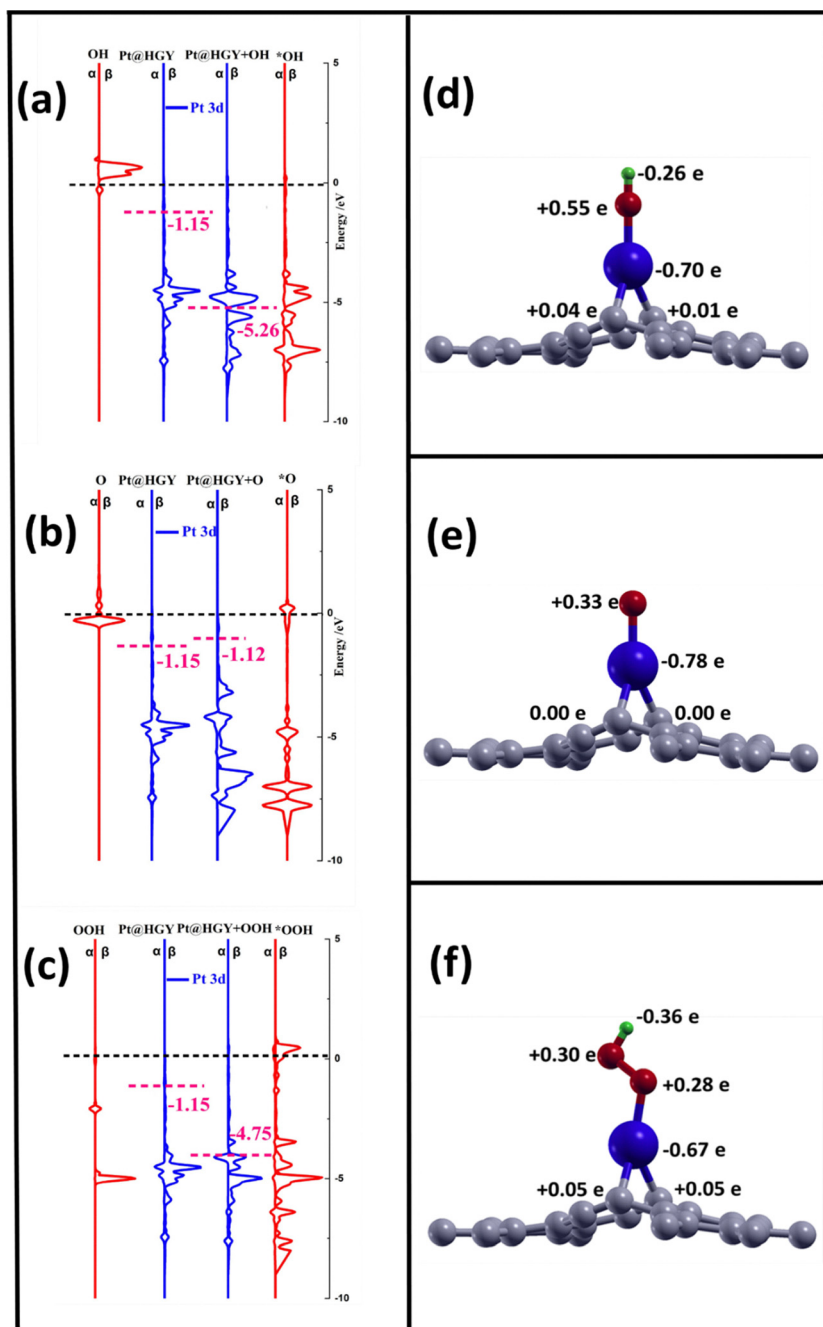 OH Pt@HGY Pt@HGY+OH *OH
α β α β α β α β
(a)
Pt 3d
-1.15
-5.26
5
0
-5
-10
Energy /eV
O Pt@HGY Pt@HGY+O *O
α β α β α β α β
(b)
Pt 3d
-1.15
-1.12
5
0
-5
-10
Energy /eV
OOH Pt@HGY Pt@HGY+OOH *OOH
α β α β α β α β
(c)
Pt 3d
-1.15
-4.75
5
0
-5
-10
Energy /eV
(d)
-0.26 e
+0.55 e
-0.70 e
+0.04 e +0.01 e
(e)
+0.33 e
-0.78 e
0.00 e 0.00 e
(f)
-0.36 e
+0.30 e
+0.28 e
-0.67 e
+0.05 e +0.05 e